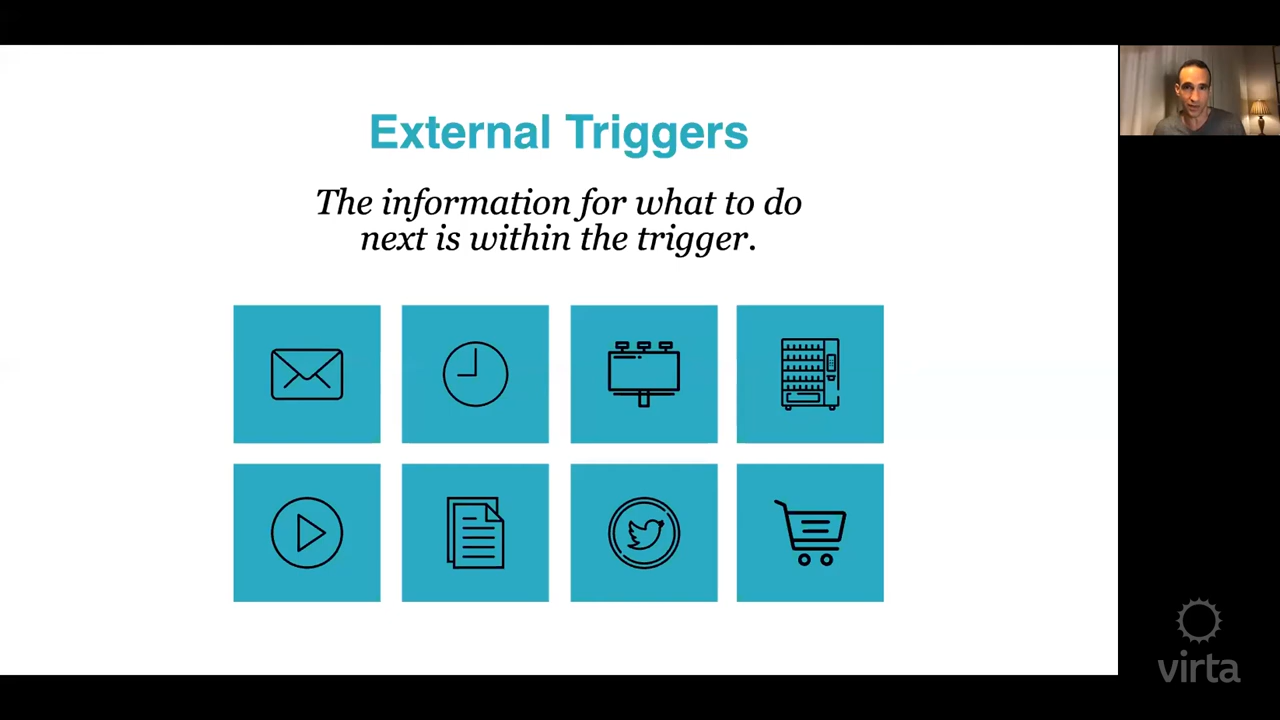 External Triggers
The information for what to do
next is within the trigger.
virta